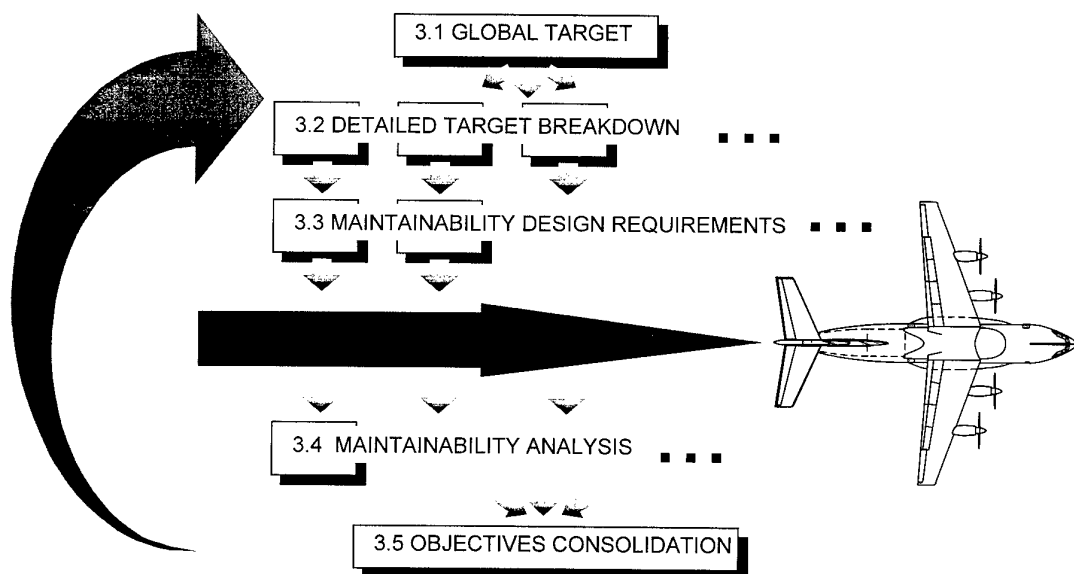 3.1 GLOBAL TARGET
3.2 DETAILED TARGET BREAKDOWN
3.3 MAINTAINABILITY DESIGN REQUIREMENTS
3.4 MAINTAINABILITY ANALYSIS
3.5 OBJECTIVES CONSOLIDATION